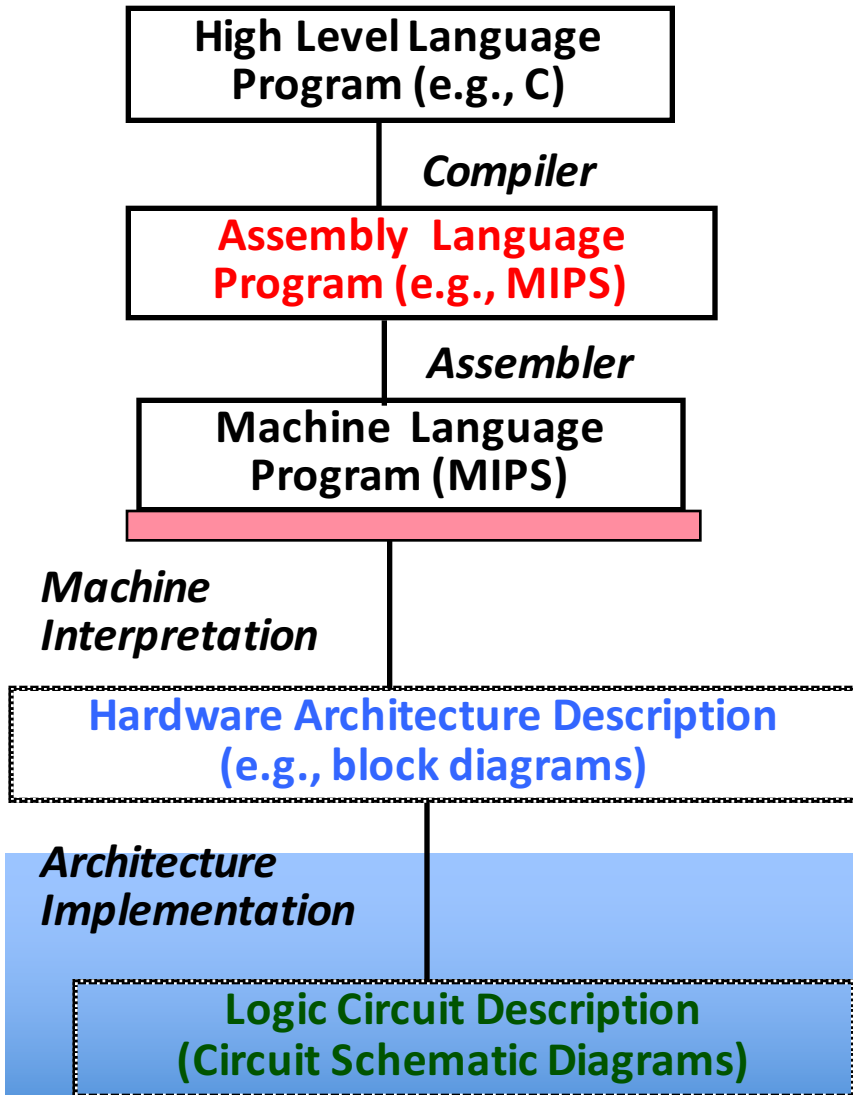 High Level Language
Program (e.g., C)
Compiler
Assembly Language
Program (e.g., MIPS)
Assembler
Machine Language
Program (MIPS)
Machine
Interpretation
Hardware Architecture Description
(e.g., block diagrams)
Architecture
Implementation
Logic Circuit Description
(Circuit Schematic Diagrams)